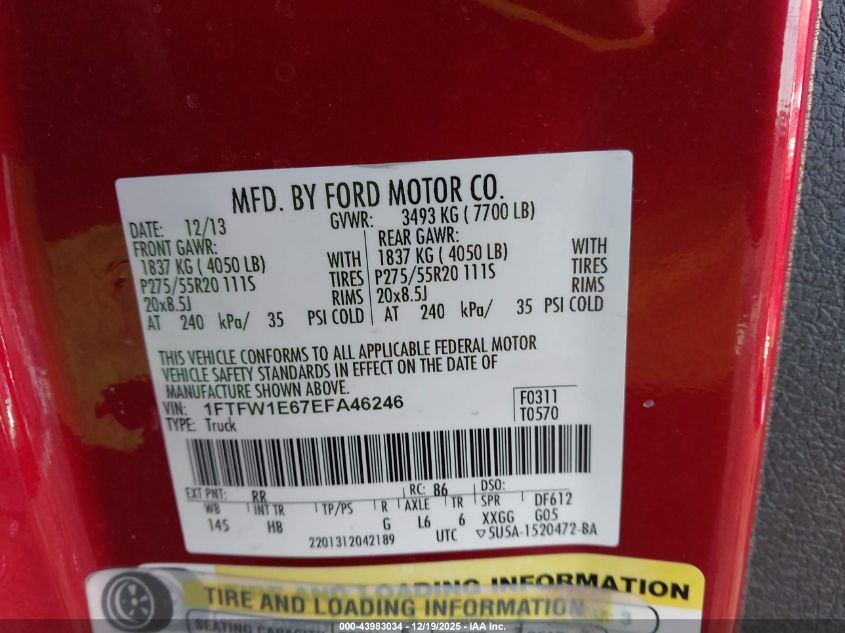 MFD. BY FORD MOTOR CO.
DATE: 12/13 GVWR: 3493 KG ( 7700 LB)
FRONT GAWR: REAR GAWR:
1837 KG ( 4050 LB) WITH 1837 KG ( 4050 LB) WITH
P275/55R20 111S TIRES P275/55R20 111S TIRES
20x8.5J RIMS 20x8.5J RIMS
AT 240 kPa/ 35 PSI COLD AT 240 kPa/ 35 PSI COLD
THIS VEHICLE CONFORMS TO ALL APPLICABLE FEDERAL MOTOR
VEHICLE SAFETY STANDARDS IN EFFECT ON THE DATE OF
MANUFACTURE SHOWN ABOVE.
VIN: 1FTFW1E67EFA46246 F0311
TYPE: Truck T0570
EXT PNT: RR RC: 86 DSO:
WB INT TR TP/PS R AXLE TR SPR DF612
145 HB G L6 6 XXGG G05
2201312042189 UTC ▽5U5A-1520472-BA
AND LOADING INFORMATION
TIRE AND LOADING INFORMATION
SEATING CAPACITY 3
000-43983034 - 12/19/2025 - IAA Inc.